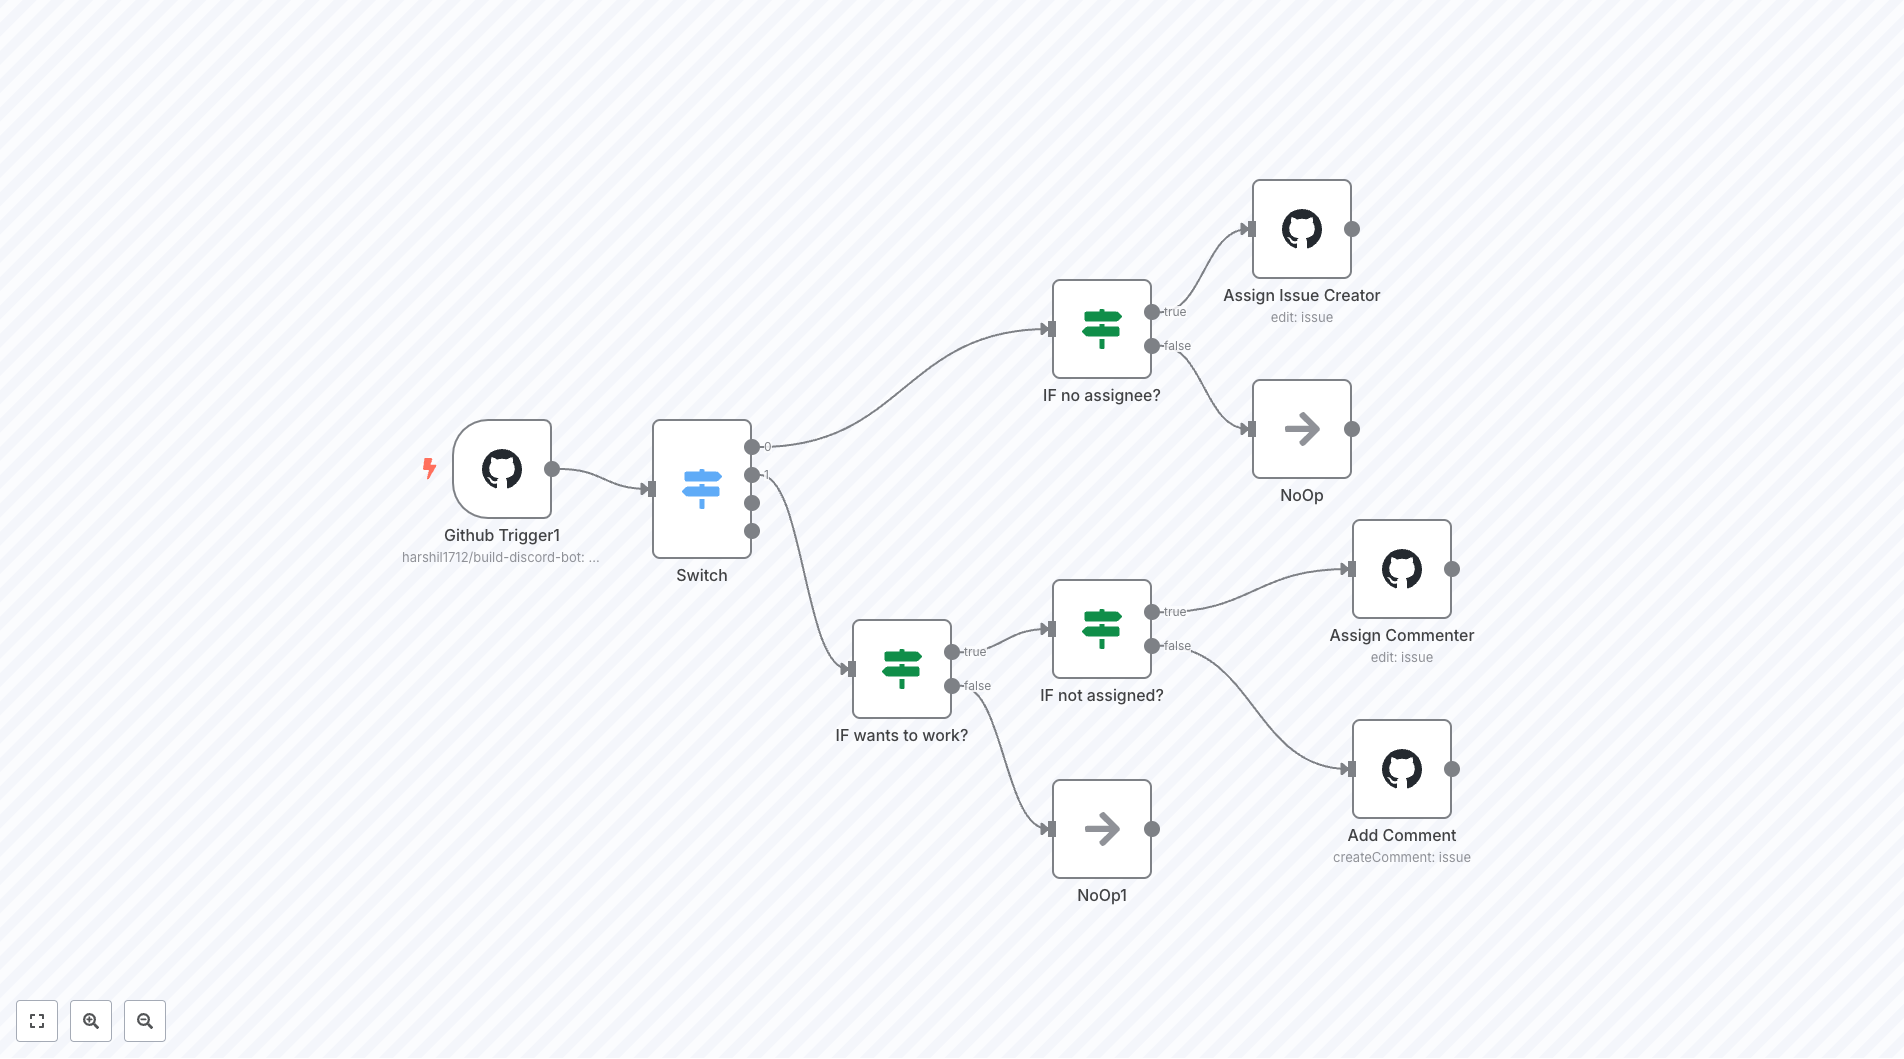 Assign Issue Creator
edit: issue
true
false
IF no assignee?
NoOp
Github Trigger1
harshil1712/build-discord-bot: ...
0
1
Switch
Assign Commenter
edit: issue
true
false
IF not assigned?
true
false
IF wants to work?
Add Comment
createComment: issue
NoOp1